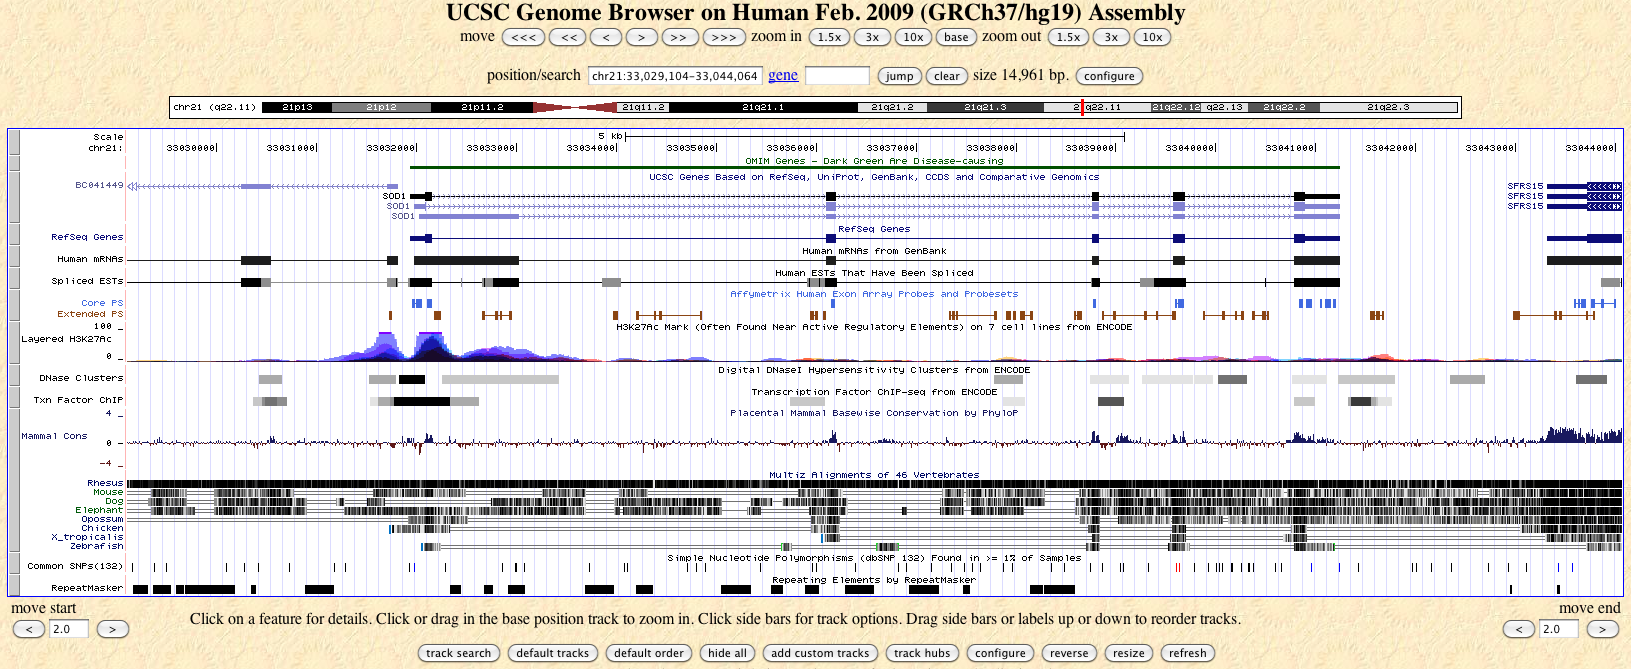 UCSC Genome Browser on Human Feb. 2009 (GRCh37/hg19) Assembly
move <<< << < > >> >>> zoom in 1.5x 3x 10x base zoom out 1.5x 3x 10x
position/search chr21:33,029,104-33,044,064 gene jump clear size 14,961 bp. configure
chr21 (q22.11) 21p13 21p12 21p11.2 21q11.2 21q21.1 21q21.2 21q21.3 21q22.11 21q22.12 q22.13 21q22.2 21q22.3
Scale 5 kb
chr21: 33030000 33031000 33032000 33033000 33034000 33035000 33036000 33037000 33038000 33039000 33040000 33041000 33042000 33043000 33044000
OMIM Genes - Dark Green Are Disease-causing
UCSC Genes Based on RefSeq, UniProt, GenBank, CCDS and Comparative Genomics
BC041449 SFRS15
SOD1 SFRS15
SOD1 SFRS15
SOD1
RefSeq Genes
RefSeq Genes
Human mRNAs from GenBank
Human mRNAs
Human ESTs That Have Been Spliced
Spliced ESTs
Affymetrix Human Exon Array Probes and Probesets
Core PS
Extended PS
H3K27Ac Mark (Often Found Near Active Regulatory Elements) on 7 cell lines from ENCODE
100 _
Layered H3K27Ac
0 _
Digital DNaseI Hypersensitivity Clusters from ENCODE
DNase Clusters
Transcription Factor ChIP-seq from ENCODE
Txn Factor ChIP
Placental Mammal Basewise Conservation by PhyloP
4 _
Mammal Cons
0 _
-4 _
Multiz Alignments of 46 Vertebrates
Rhesus
Mouse
Dog
Elephant
Opossum
Chicken
X_tropicalis
Zebrafish
Simple Nucleotide Polymorphisms (dbSNP 132) Found in >= 1% of Samples
Common SNPs(132)
Repeating Elements by RepeatMasker
RepeatMasker
move start Click on a feature for details. Click or drag in the base position track to zoom in. Click side bars for track options. Drag side bars or labels up or down to reorder tracks. move end
< 2.0 > < 2.0 >
track search default tracks default order hide all add custom tracks track hubs configure reverse resize refresh